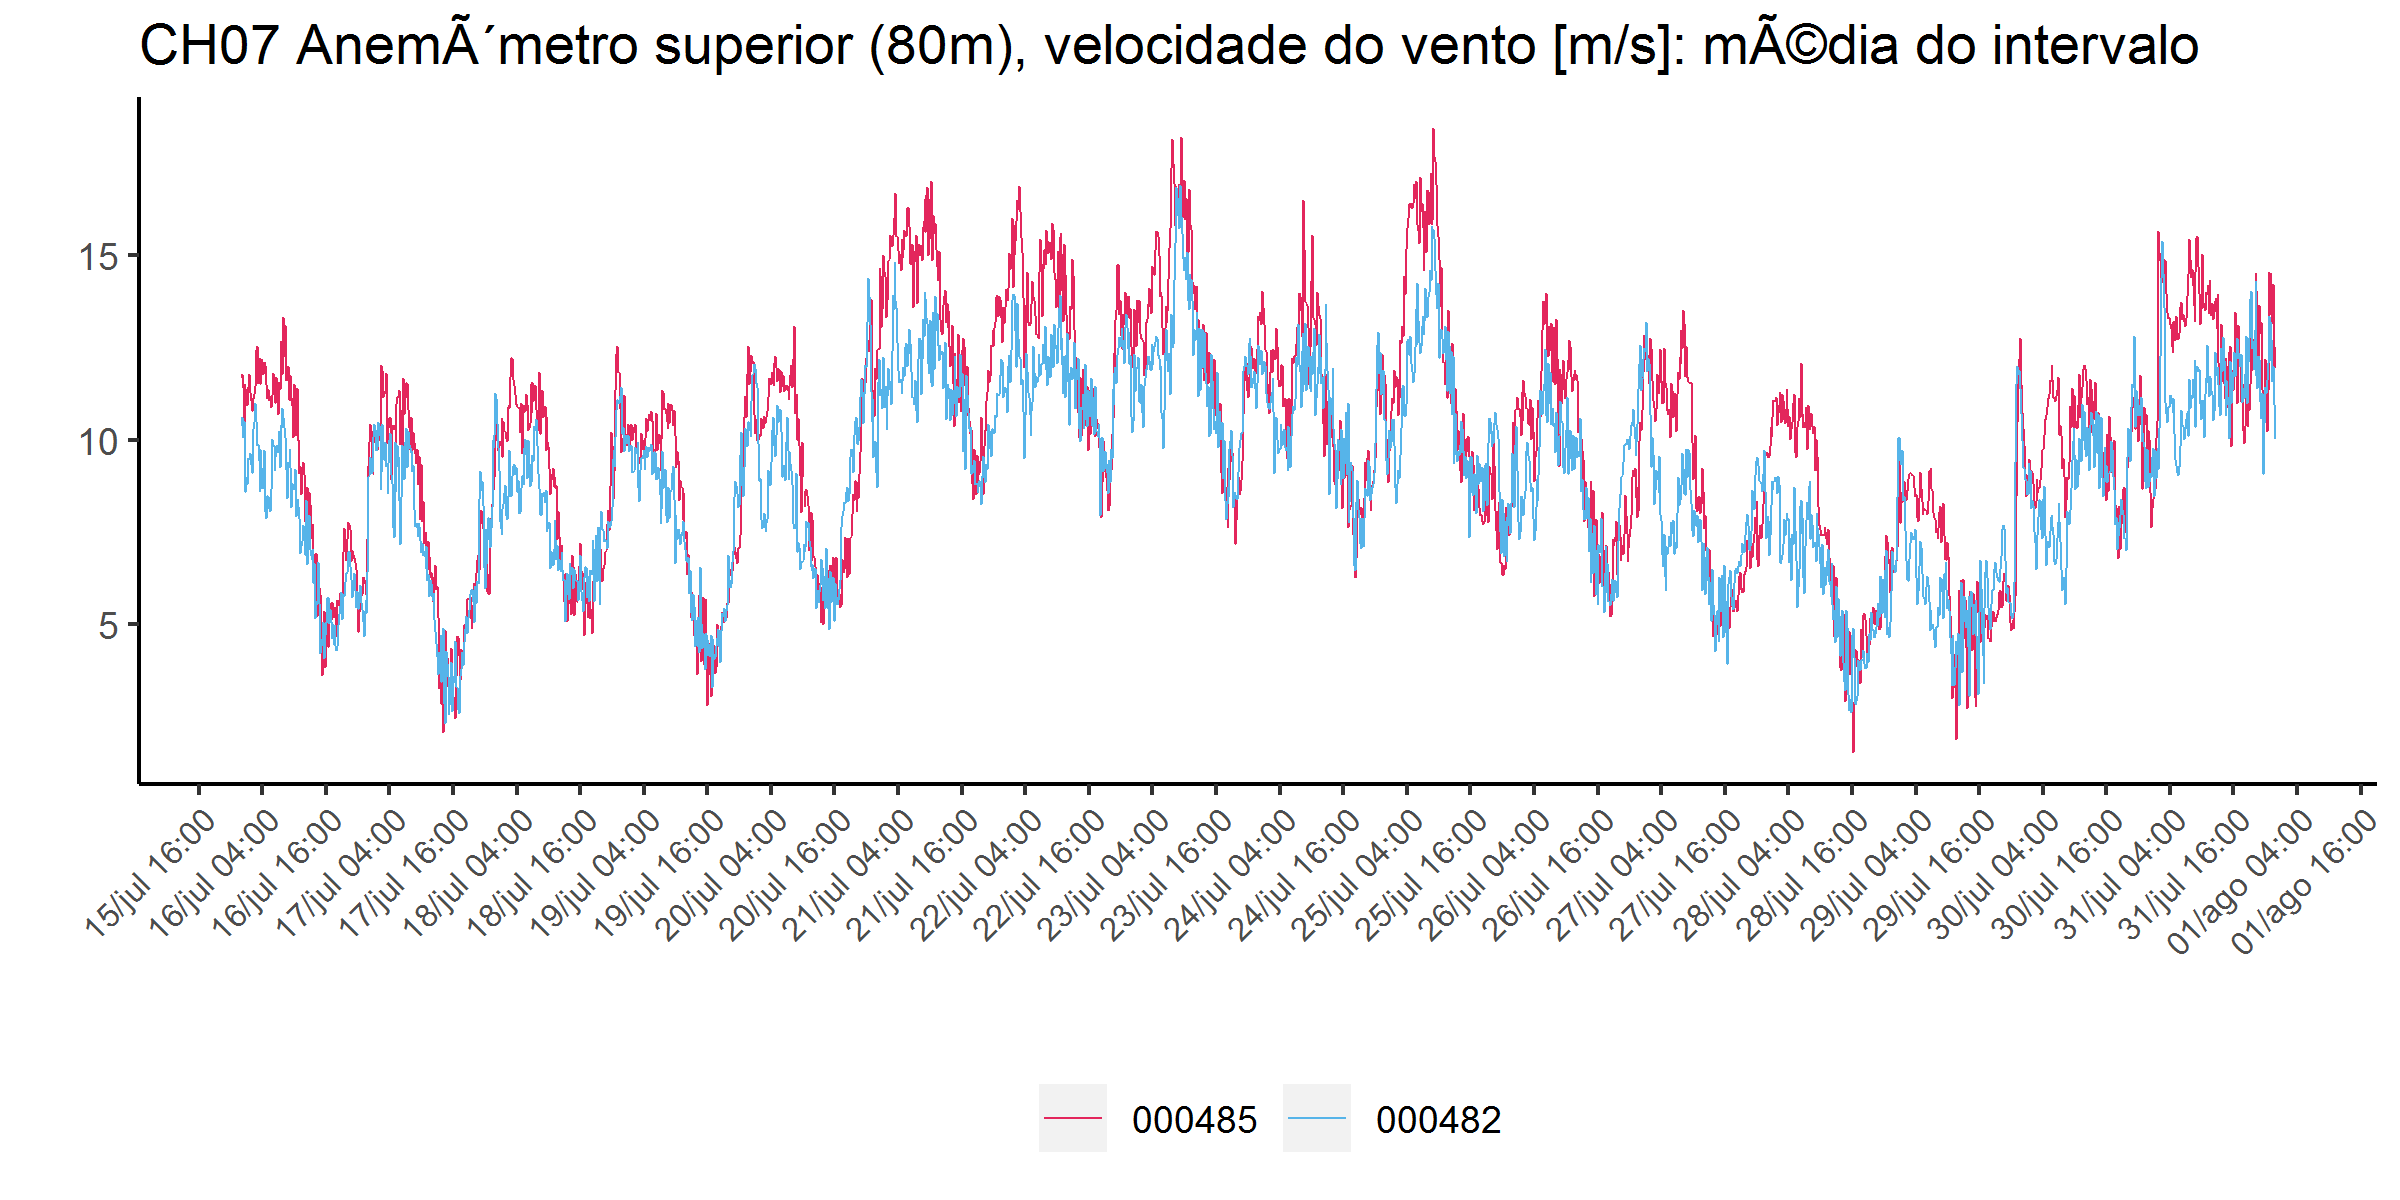 CH07 AnemÃ´metro superior (80m), velocidade do vento [m/s]: mÃ©dia do intervalo
15
10
5
15/jul 16:00
16/jul 04:00
16/jul 16:00
17/jul 04:00
17/jul 16:00
18/jul 04:00
18/jul 16:00
19/jul 04:00
19/jul 16:00
20/jul 04:00
20/jul 16:00
21/jul 04:00
21/jul 16:00
22/jul 04:00
22/jul 16:00
23/jul 04:00
23/jul 16:00
24/jul 04:00
24/jul 16:00
25/jul 04:00
25/jul 16:00
26/jul 04:00
26/jul 16:00
27/jul 04:00
27/jul 16:00
28/jul 04:00
28/jul 16:00
29/jul 04:00
29/jul 16:00
30/jul 04:00
30/jul 16:00
31/jul 04:00
31/jul 16:00
01/ago 04:00
01/ago 16:00
000485
000482